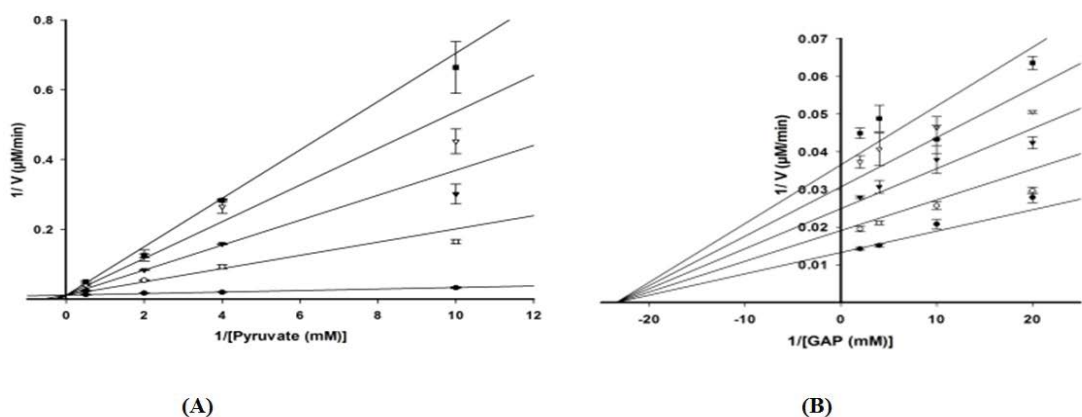 0.8
0.6
0.4
0.2
1/ V (µM/min)
0 2 4 6 8 10 12
1/[Pyruvate (mM)]
(A)
0.07
0.06
0.05
0.04
0.03
0.02
0.01
1/ V (µM/min)
-20 -10 0 10 20
1/[GAP (mM)]
(B)